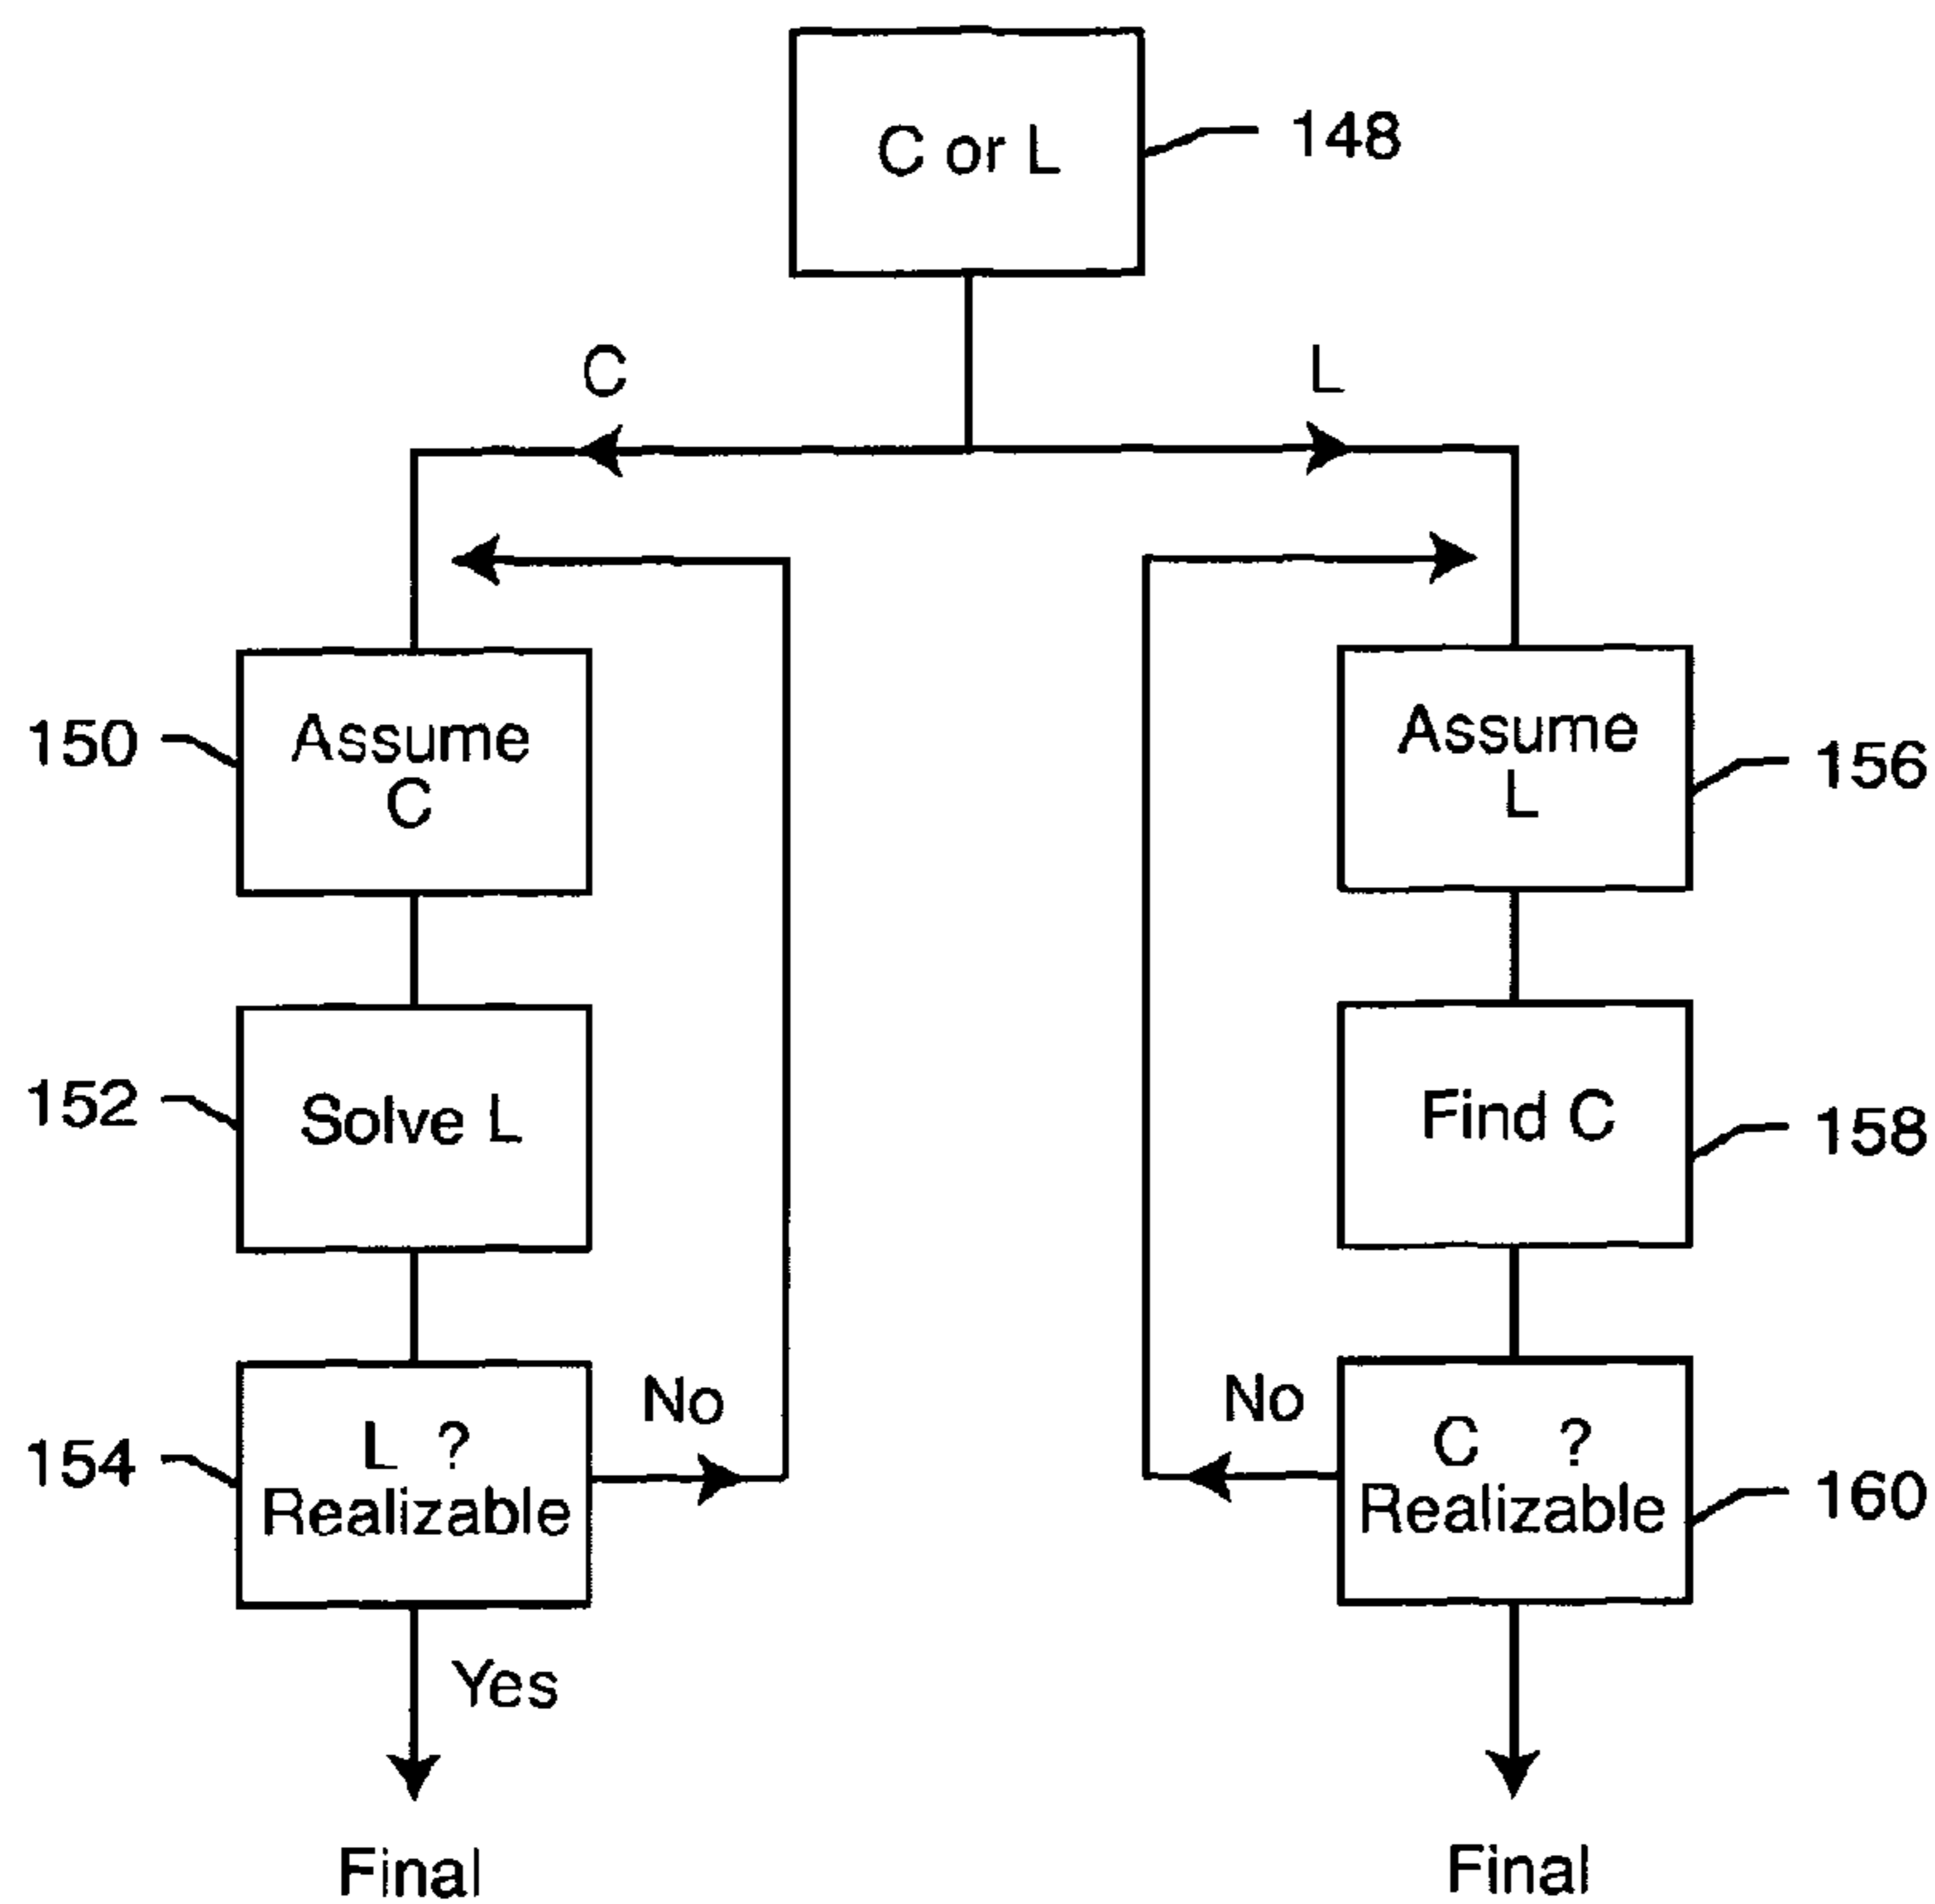 C or L
148
C
L
150
Assume
C
Assume
L
156
152
Solve L
Find C
158
154
L ?
Realizable
No
No
C ?
Realizable
160
Yes
Final
Final